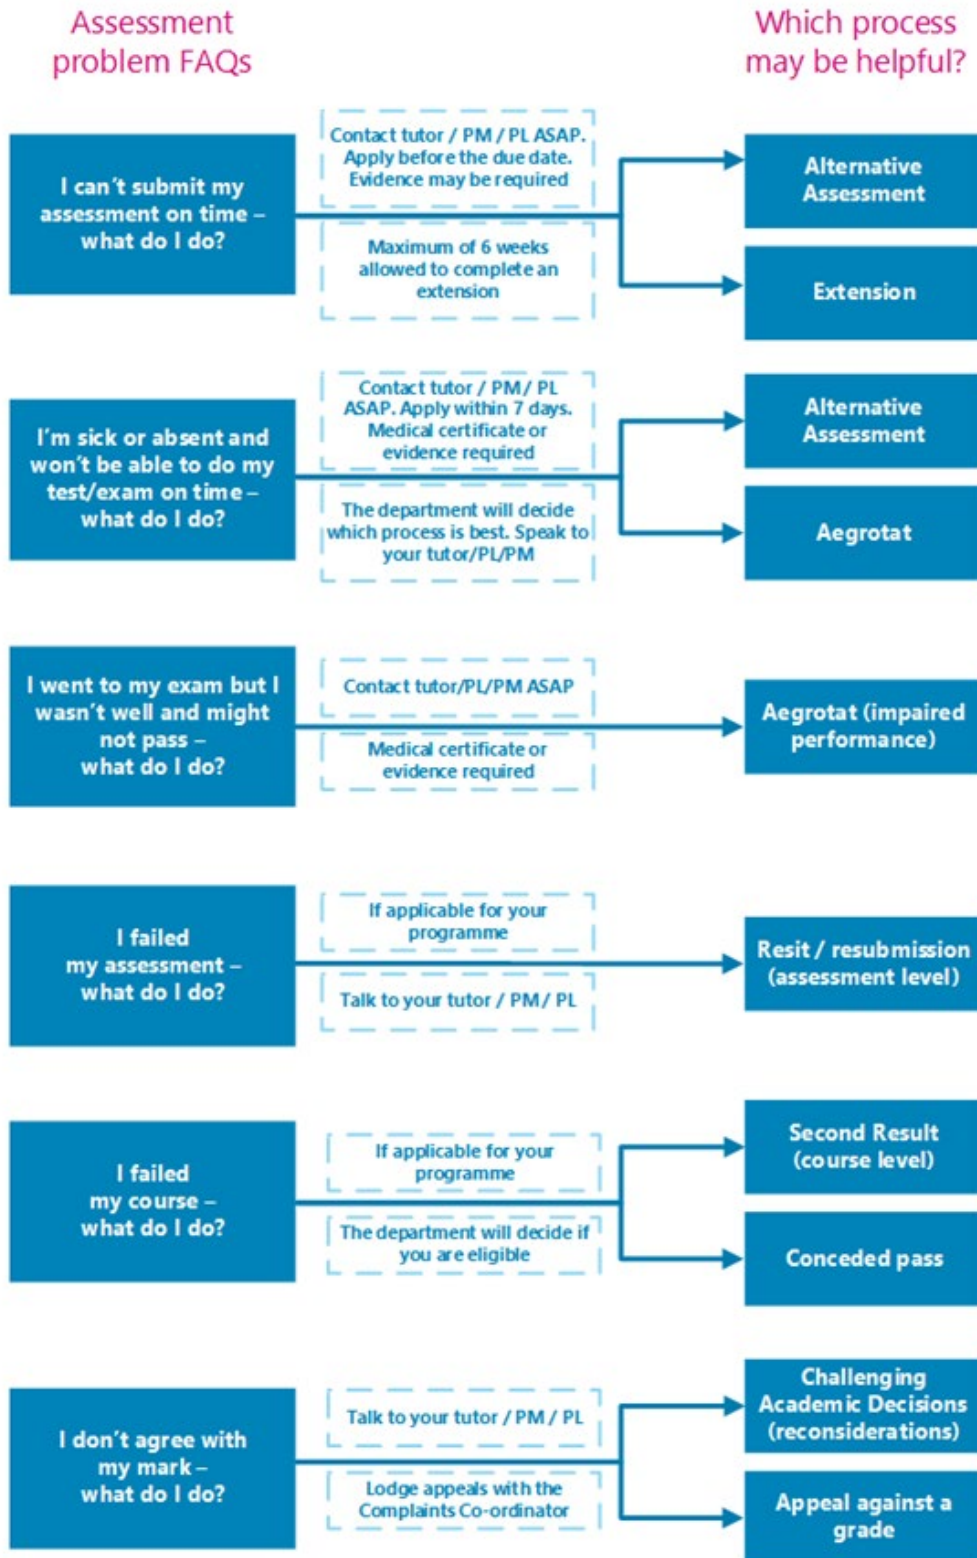 Assessment
problem FAQs
Which process
may be helpful?
I can't submit my
assessment on time –
what do I do?
Contact tutor / PM / PL ASAP.
Apply before the due date.
Evidence may be required
Maximum of 6 weeks
allowed to complete an
extension
Alternative
Assessment
Extension
I'm sick or absent and
won't be able to do my
test/exam on time –
what do I do?
Contact tutor / PM / PL
ASAP. Apply within 7 days.
Medical certificate or
evidence required
The department will decide
which process is best. Speak to
your tutor/PL/PM
Alternative
Assessment
Aegrotat
I went to my exam but I
wasn't well and might
not pass –
what do I do?
Contact tutor/PL/PM ASAP
Medical certificate or
evidence required
Aegrotat (impaired
performance)
I failed
my assessment –
what do I do?
If applicable for your
programme
Talk to your tutor / PM / PL
Resit / resubmission
(assessment level)
I failed
my course –
what do I do?
If applicable for your
programme
The department will decide if
you are eligible
Second Result
(course level)
Conceded pass
I don't agree with
my mark –
what do I do?
Talk to your tutor / PM / PL
Lodge appeals with the
Complaints Co-ordinator
Challenging
Academic Decisions
(reconsiderations)
Appeal against a
grade